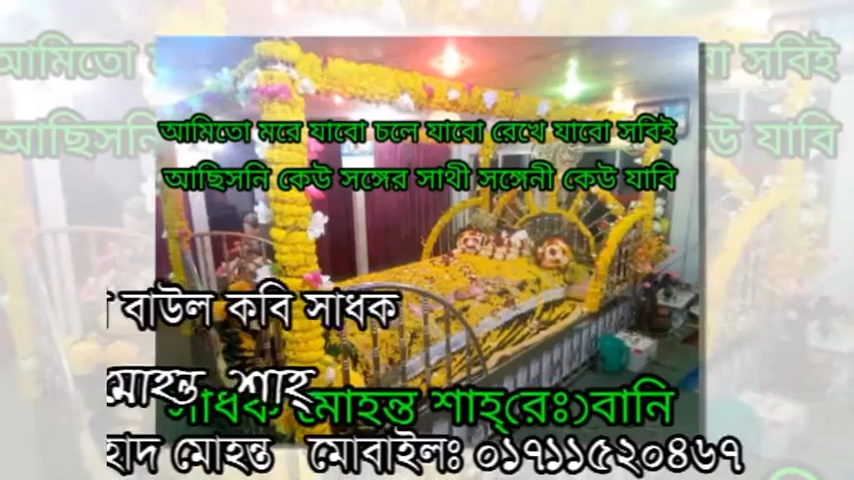 আমিতো মরে যাবো চলে যাবো রেখে যাবো সবিই
আছিসনি কেউ সঙ্গের সাথী সঙ্গেনী কেউ যাবি
বাউল কবি সাধক
মোহন্ত শাহ্
সাধক মোহন্ত শাহ্(রেঃ)বানি
মোহন্ত মোবাইলঃ ০১৭১১৫২০৪৬৭